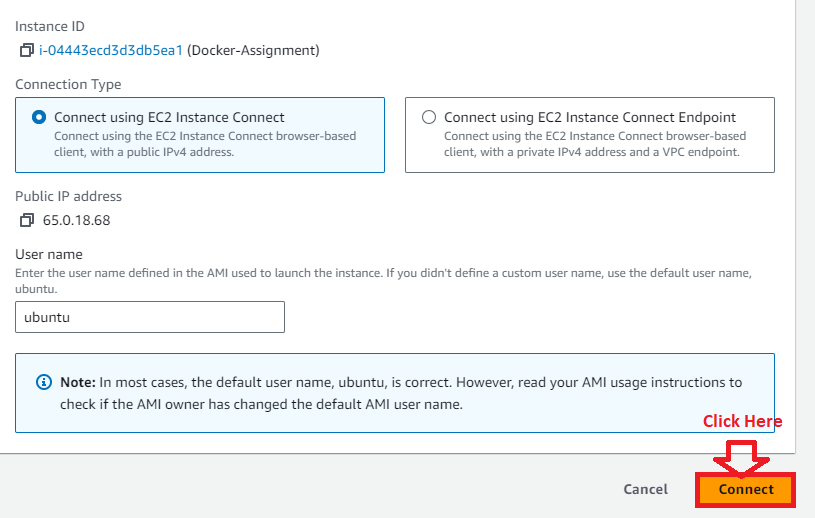 Instance ID
i-04443ecd3d3db5ea1 (Docker-Assignment)
Connection Type
Connect using EC2 Instance Connect
Connect using the EC2 Instance Connect browser-based
client, with a public IPv4 address.
Connect using EC2 Instance Connect Endpoint
Connect using the EC2 Instance Connect browser-based
client, with a private IPv4 address and a VPC endpoint.
Public IP address
65.0.18.68
User name
Enter the user name defined in the AMI used to launch the instance. If you didn't define a custom user name, use the default user name,
ubuntu.
ubuntu
Note: In most cases, the default user name, ubuntu, is correct. However, read your AMI usage instructions to
check if the AMI owner has changed the default AMI user name.
Click Here
Cancel
Connect